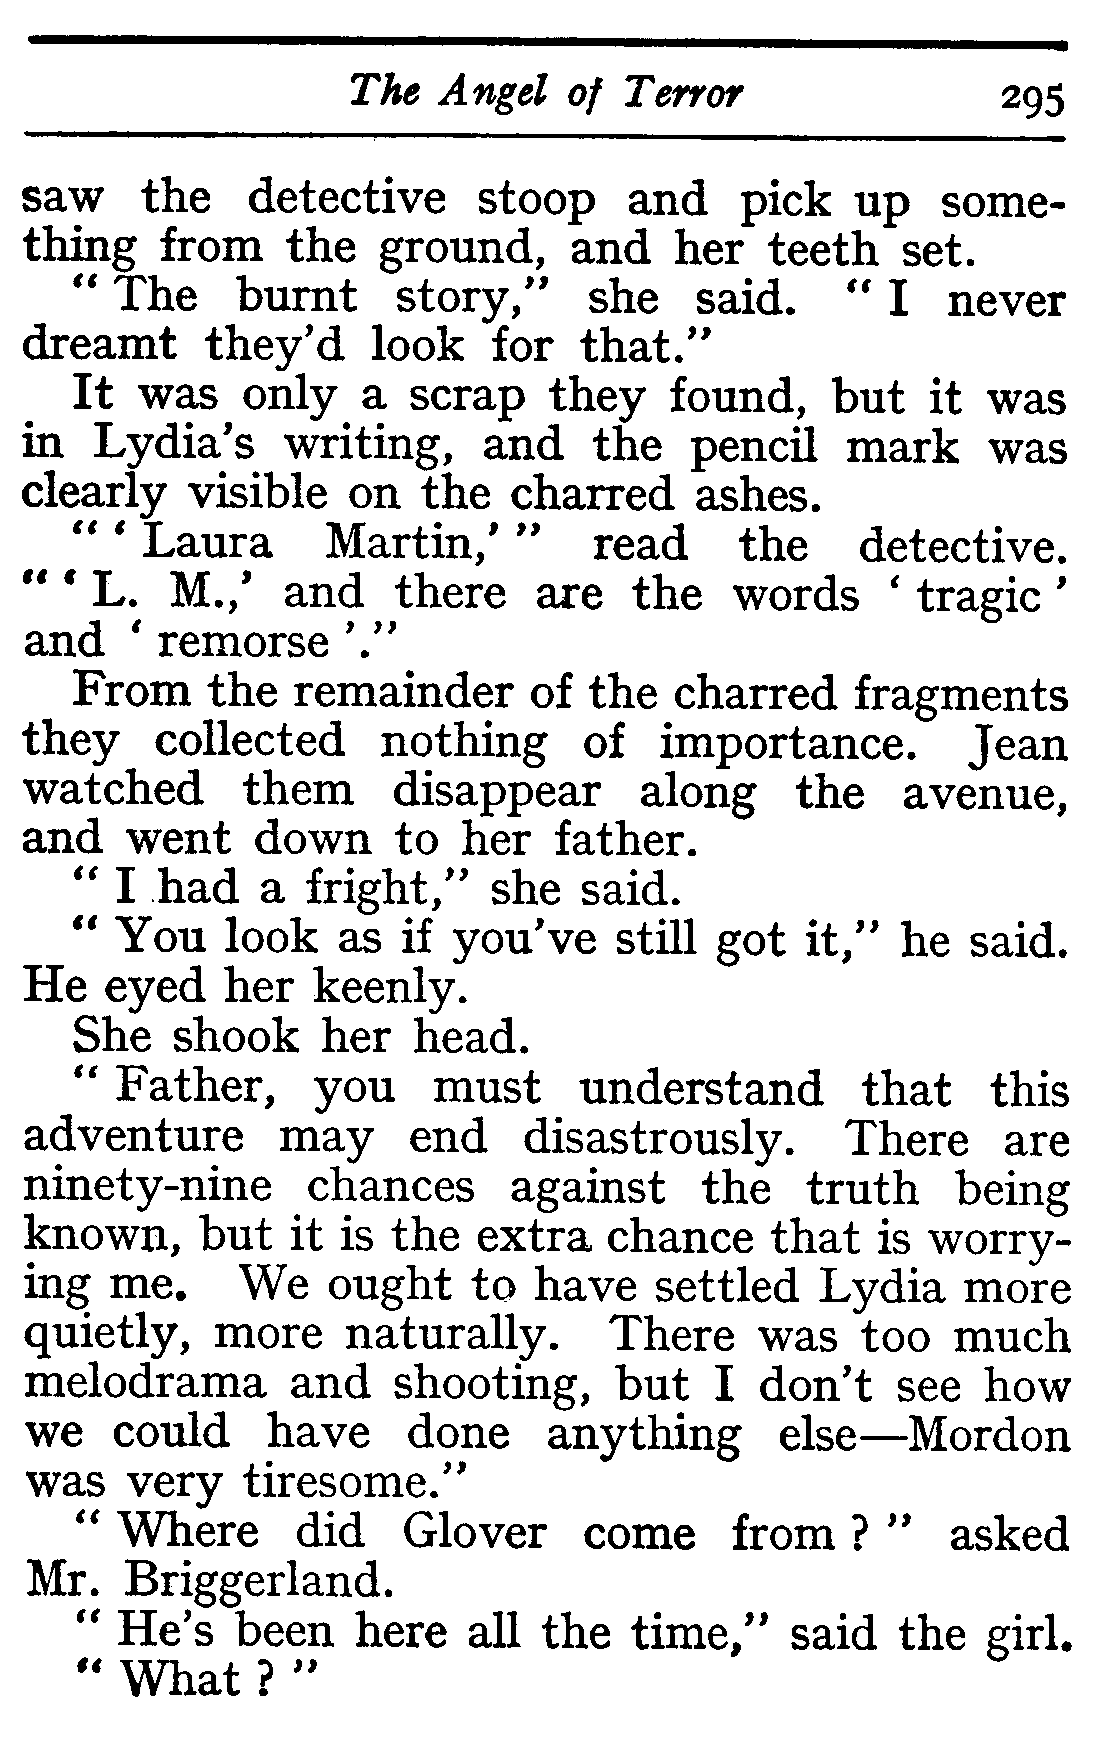 The Angel of Terror 295
saw the detective stoop and pick up some-
thing from the ground, and her teeth set.
“ The burnt story,” she said. “ I never
dreamt they’d look for that.”
It was only a scrap they found, but it was
in Lydia’s writing, and the pencil mark was
clearly visible on the charred ashes.
“ ‘ Laura Martin,’ ” read the detective.
“ ‘ L. M.,’ and there are the words ‘ tragic ’
and ‘ remorse ’.”
From the remainder of the charred fragments
they collected nothing of importance. Jean
watched them disappear along the avenue,
and went down to her father.
“ I had a fright,” she said.
“ You look as if you’ve still got it,” he said.
He eyed her keenly.
She shook her head.
“ Father, you must understand that this
adventure may end disastrously. There are
ninety-nine chances against the truth being
known, but it is the extra chance that is worry-
ing me. We ought to have settled Lydia more
quietly, more naturally. There was too much
melodrama and shooting, but I don’t see how
we could have done anything else—Mordon
was very tiresome.”
“ Where did Glover come from ? ” asked
Mr. Briggerland.
“ He’s been here all the time,” said the girl.
“ What ? ”